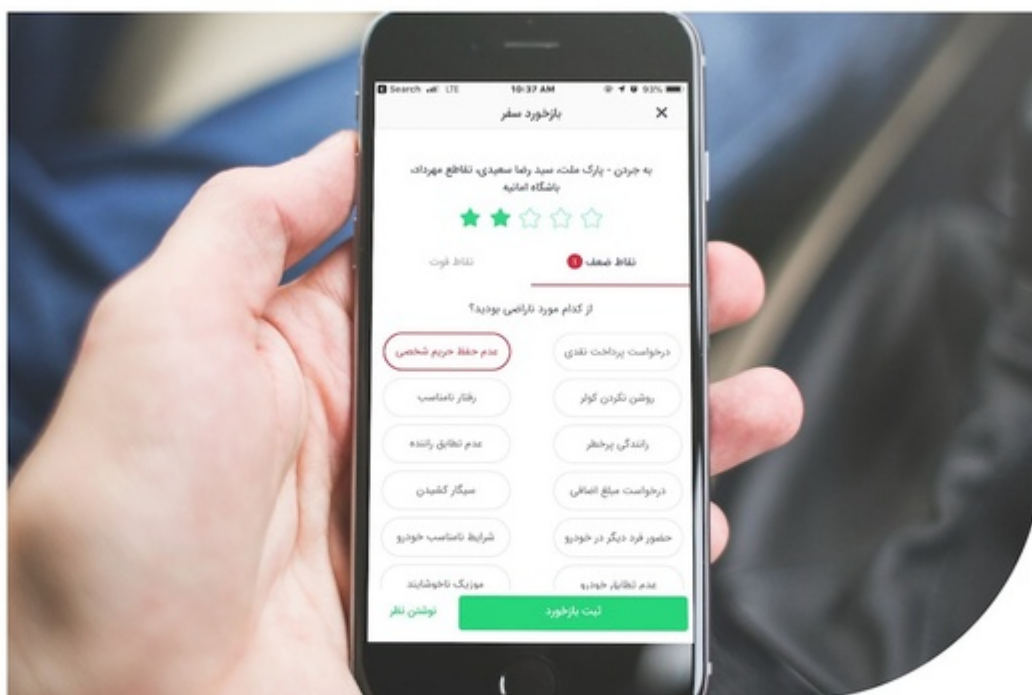 Search LTE 10:37 AM 93%
بازخورد سفر
به جردن - پارک ملت، سید رضا سعیدی، تقاطع مهرداد،
باشگاه امانیه
نقاط ضعف 1
نقاط قوت
از کدام مورد ناراضی بودید؟
درخواست پرداخت نقدی
عدم حفظ حریم شخصی
روشن نکردن کولر
رفتار نامناسب
رانندگی پرخطر
عدم تطابق راننده
درخواست مبلغ اضافی
سیگار کشیدن
حضور فرد دیگر در خودرو
شرایط نامناسب خودرو
عدم تطابق خودرو
موزیک ناخوشایند
ثبت بازخورد
نوشتن نظر